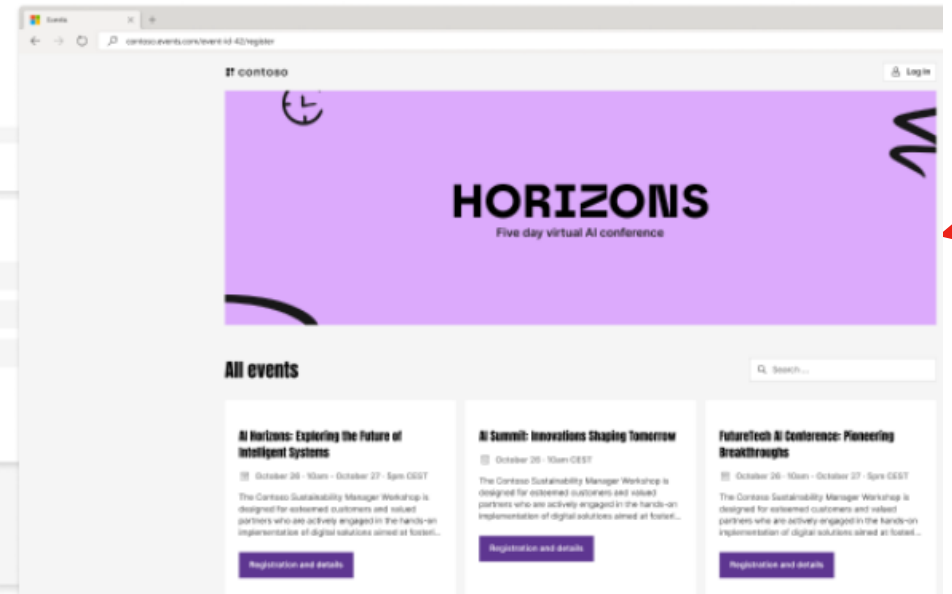 Events
contoso.events.com/event-id-42/register
contoso
Log in
HORIZONS
Five day virtual AI conference
All events
Search ...
AI Horizons: Exploring the Future of
Intelligent Systems
October 26 - 10am - October 27 - 5pm CEST
The Contoso Sustainability Manager Workshop is
designed for esteemed customers and valued
partners who are actively engaged in the hands-on
implementation of digital solutions aimed at fosteri...
Registration and details
AI Summit: Innovations Shaping Tomorrow
October 26 - 10am CEST
The Contoso Sustainability Manager Workshop is
designed for esteemed customers and valued
partners who are actively engaged in the hands-on
implementation of digital solutions aimed at fosteri...
Registration and details
FutureTech AI Conference: Pioneering
Breakthroughs
October 26 - 10am - October 27 - 5pm CEST
The Contoso Sustainability Manager Workshop is
designed for esteemed customers and valued
partners who are actively engaged in the hands-on
implementation of digital solutions aimed at fosteri...
Registration and details